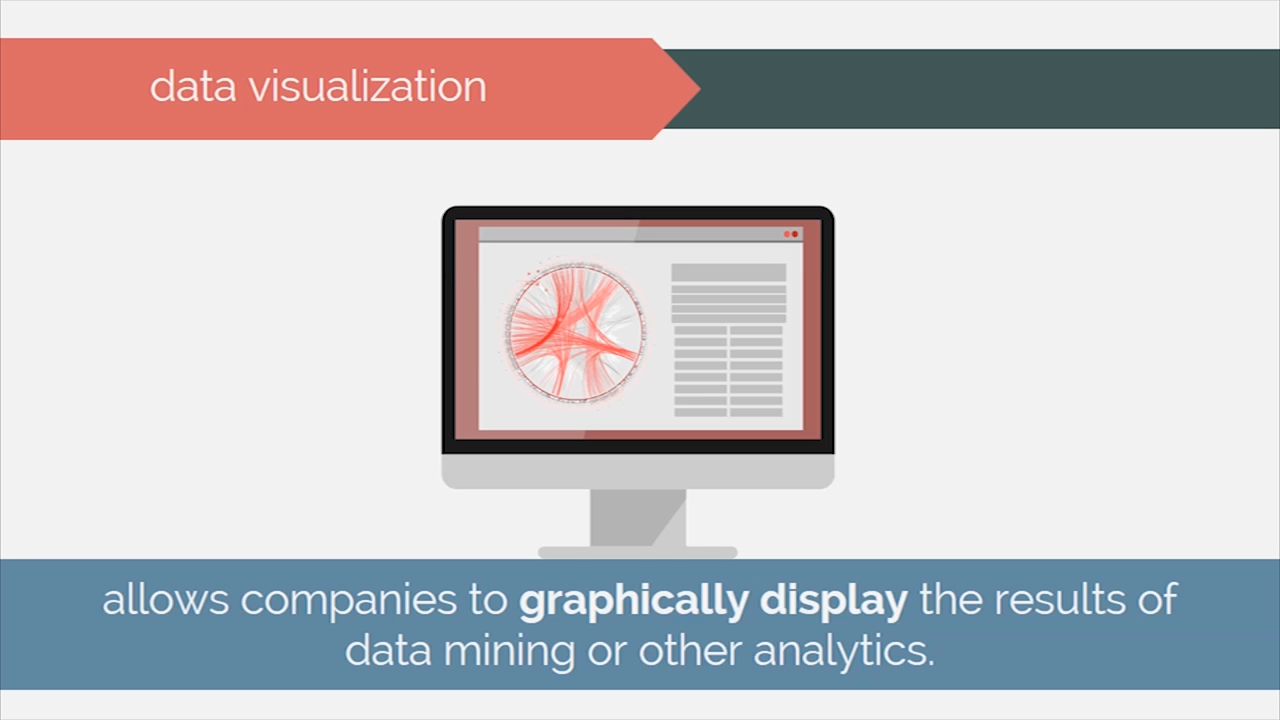 data visualization
allows companies to graphically display the results of
data mining or other analytics.